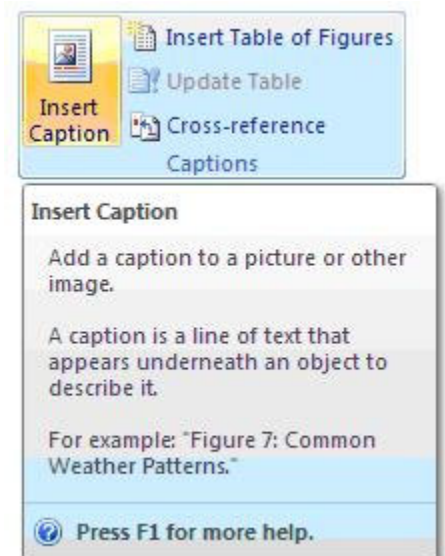 Insert Table of Figures
Update Table
Insert
Caption
Cross-reference
Captions
Insert Caption
Add a caption to a picture or other
image.
A caption is a line of text that
appears underneath an object to
describe it.
For example: "Figure 7: Common
Weather Patterns."
Press F1 for more help.